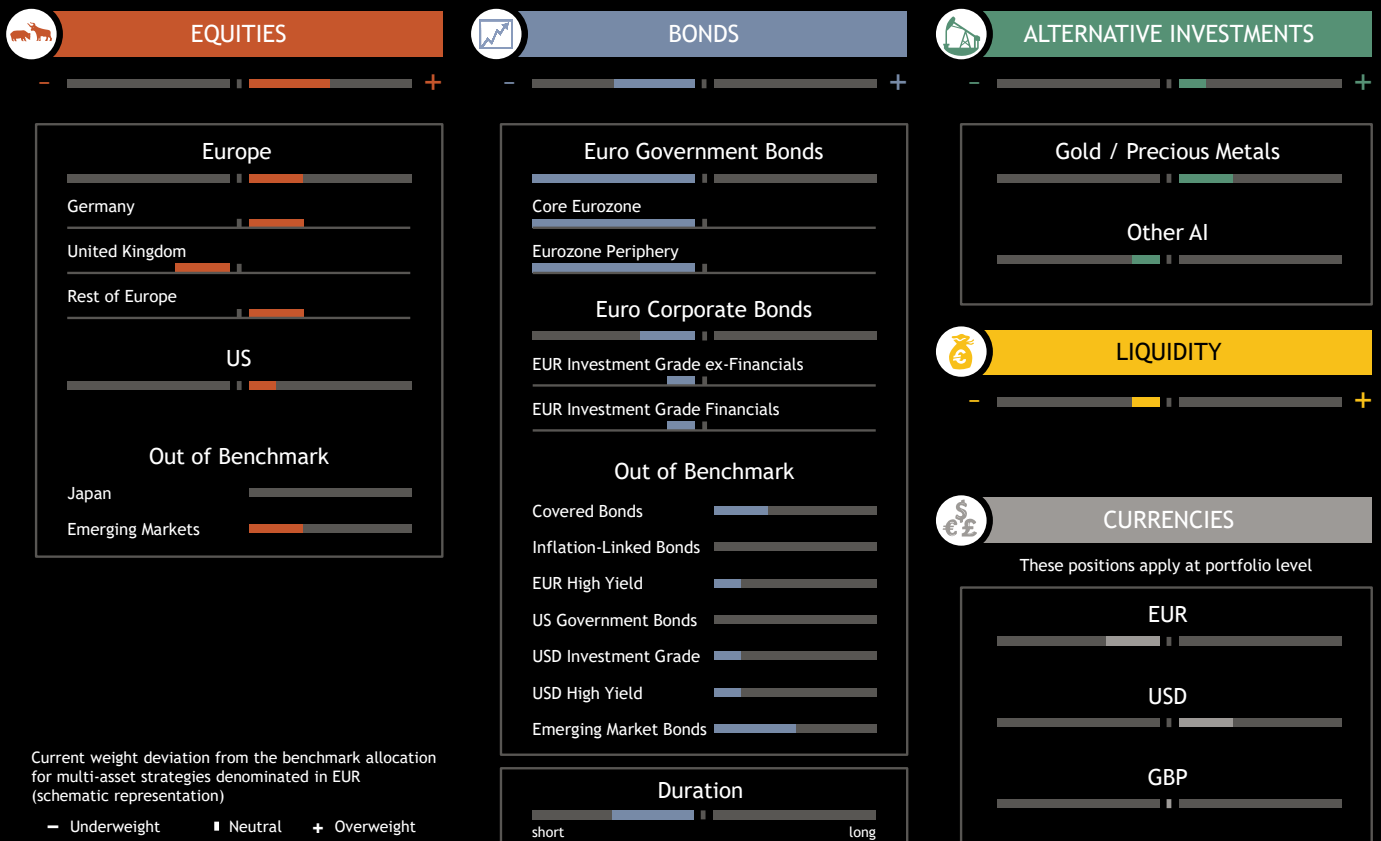 EQUITIES
- +
Europe
Germany
United Kingdom
Rest of Europe
US
Out of Benchmark
Japan
Emerging Markets
Current weight deviation from the benchmark allocation
for multi-asset strategies denominated in EUR
(schematic representation)
- Underweight Neutral + Overweight
BONDS
- +
Euro Government Bonds
Core Eurozone
Eurozone Periphery
Euro Corporate Bonds
EUR Investment Grade ex-Financials
EUR Investment Grade Financials
Out of Benchmark
Covered Bonds
Inflation-Linked Bonds
EUR High Yield
US Government Bonds
USD Investment Grade
USD High Yield
Emerging Market Bonds
Duration
short long
ALTERNATIVE INVESTMENTS
- +
Gold / Precious Metals
Other AI
€
LIQUIDITY
- +
$
€£
CURRENCIES
These positions apply at portfolio level
EUR
USD
GBP